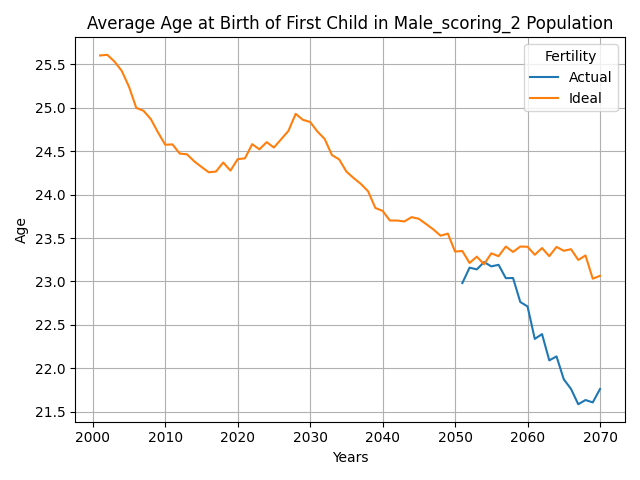 Average Age at Birth of First Child in Male_scoring_2 Population
Fertility
Actual
Ideal
Age
25.5
25.0
24.5
24.0
23.5
23.0
22.5
22.0
21.5
2000 2010 2020 2030 2040 2050 2060 2070
Years